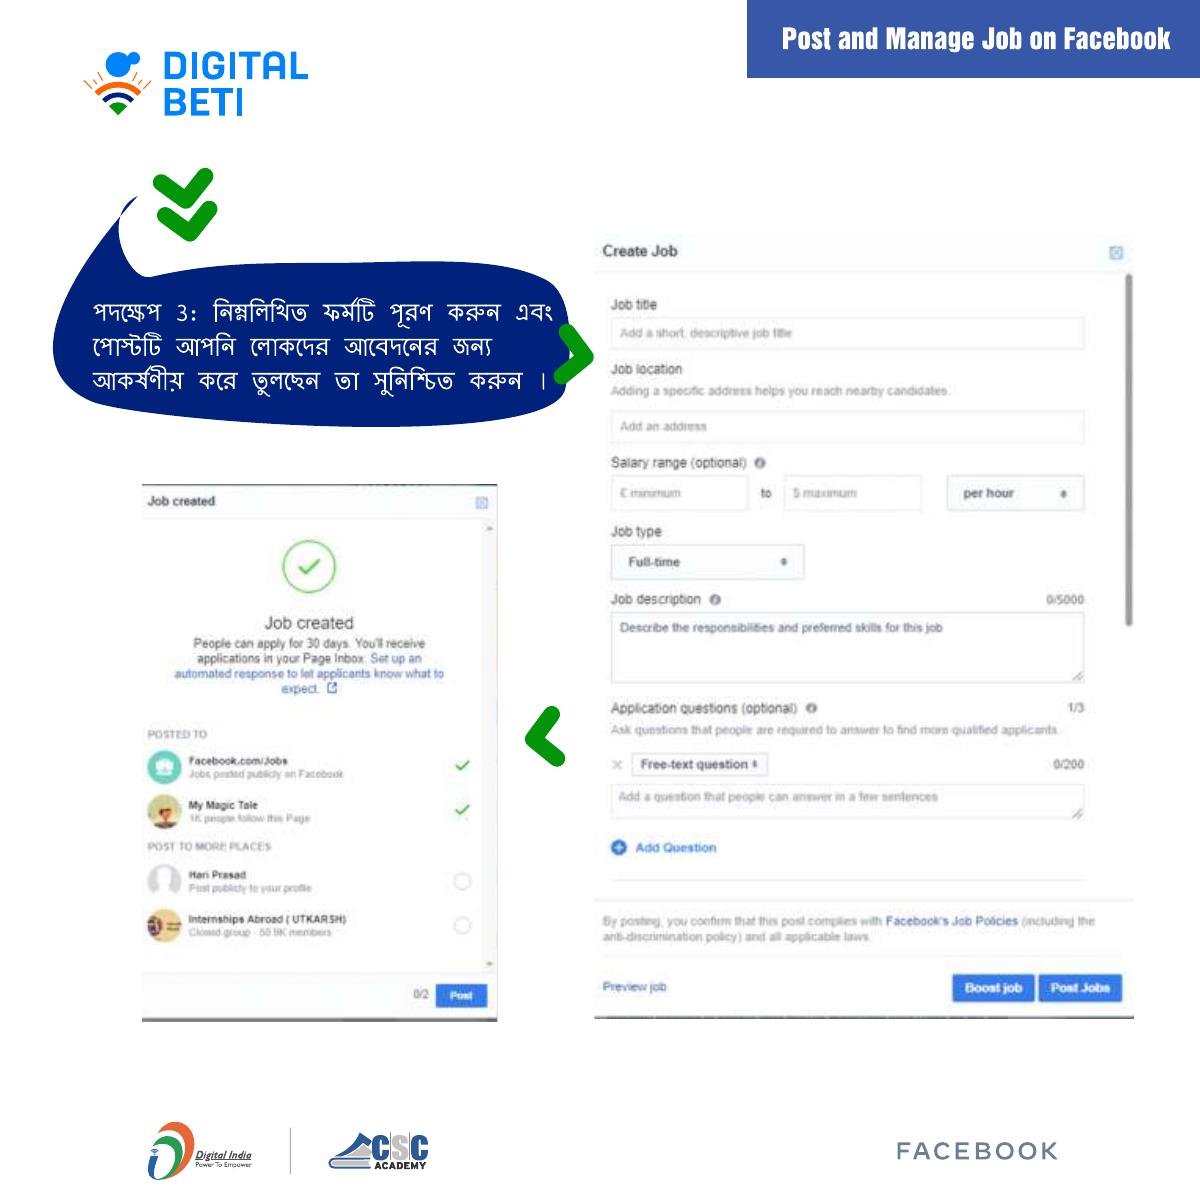 Post and Manage Job on Facebook
DIGITAL
BETI
পদক্ষেপ 3: নিম্নলিখিত ফর্মটি পূরণ করুন এবং
পোস্টটি আপনি লোকদের আবেদনের জন্য
আকর্ষণীয় করে তুলছেন তা সুনিশ্চিত করুন ।
Create Job
Job title
Add a short, descriptive job title
Job location
Adding a specific address helps you reach nearby candidates.
Add an address
Salary range (optional)
£ minimum to $ maximum per hour
Job type
Full-time
Job description 0/5000
Describe the responsibilities and preferred skills for this job
Application questions (optional) 1/3
Ask questions that people are required to answer to find more qualified applicants.
Free-text question 0/200
Add a question that people can answer in a few sentences
Add Question
By posting, you confirm that this post complies with Facebook's Job Policies (including the
anti-discrimination policy) and all applicable laws.
Preview job Boost job Post Jobs
Job created
Job created
People can apply for 30 days. You'll receive
applications in your Page Inbox. Set up an
automated response to let applicants know what to
expect.
POSTED TO
Facebook.com/Jobs
Jobs posted publicly on Facebook
My Magic Tale
1K people follow this Page
POST TO MORE PLACES
Hari Prasad
Post publicly to your profile
Internships Abroad ( UTKARSH)
Closed group · 50.9K members
0/2 Post
Digital India
Power To Empower
CSC
ACADEMY
FACEBOOK